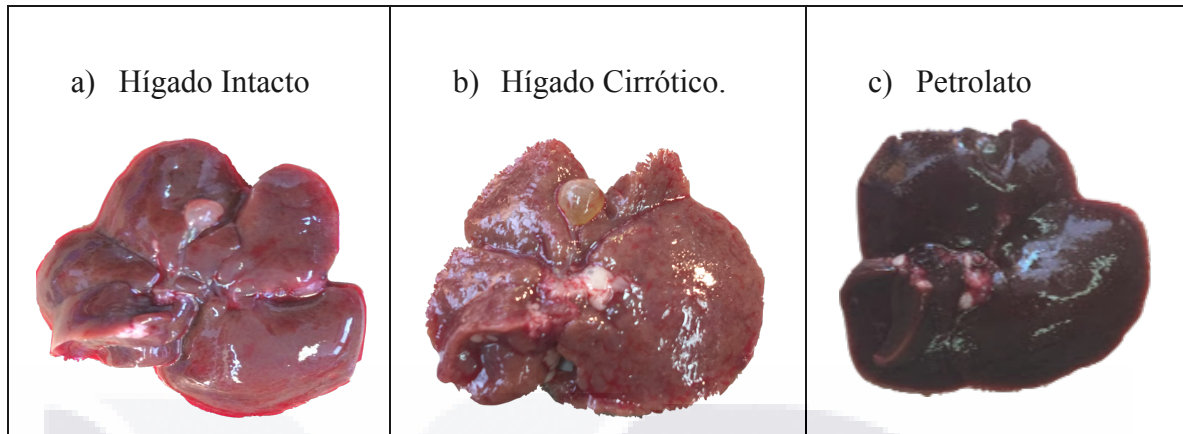 a) Hígado Intacto
b) Hígado Cirrótico.
c) Petrolato